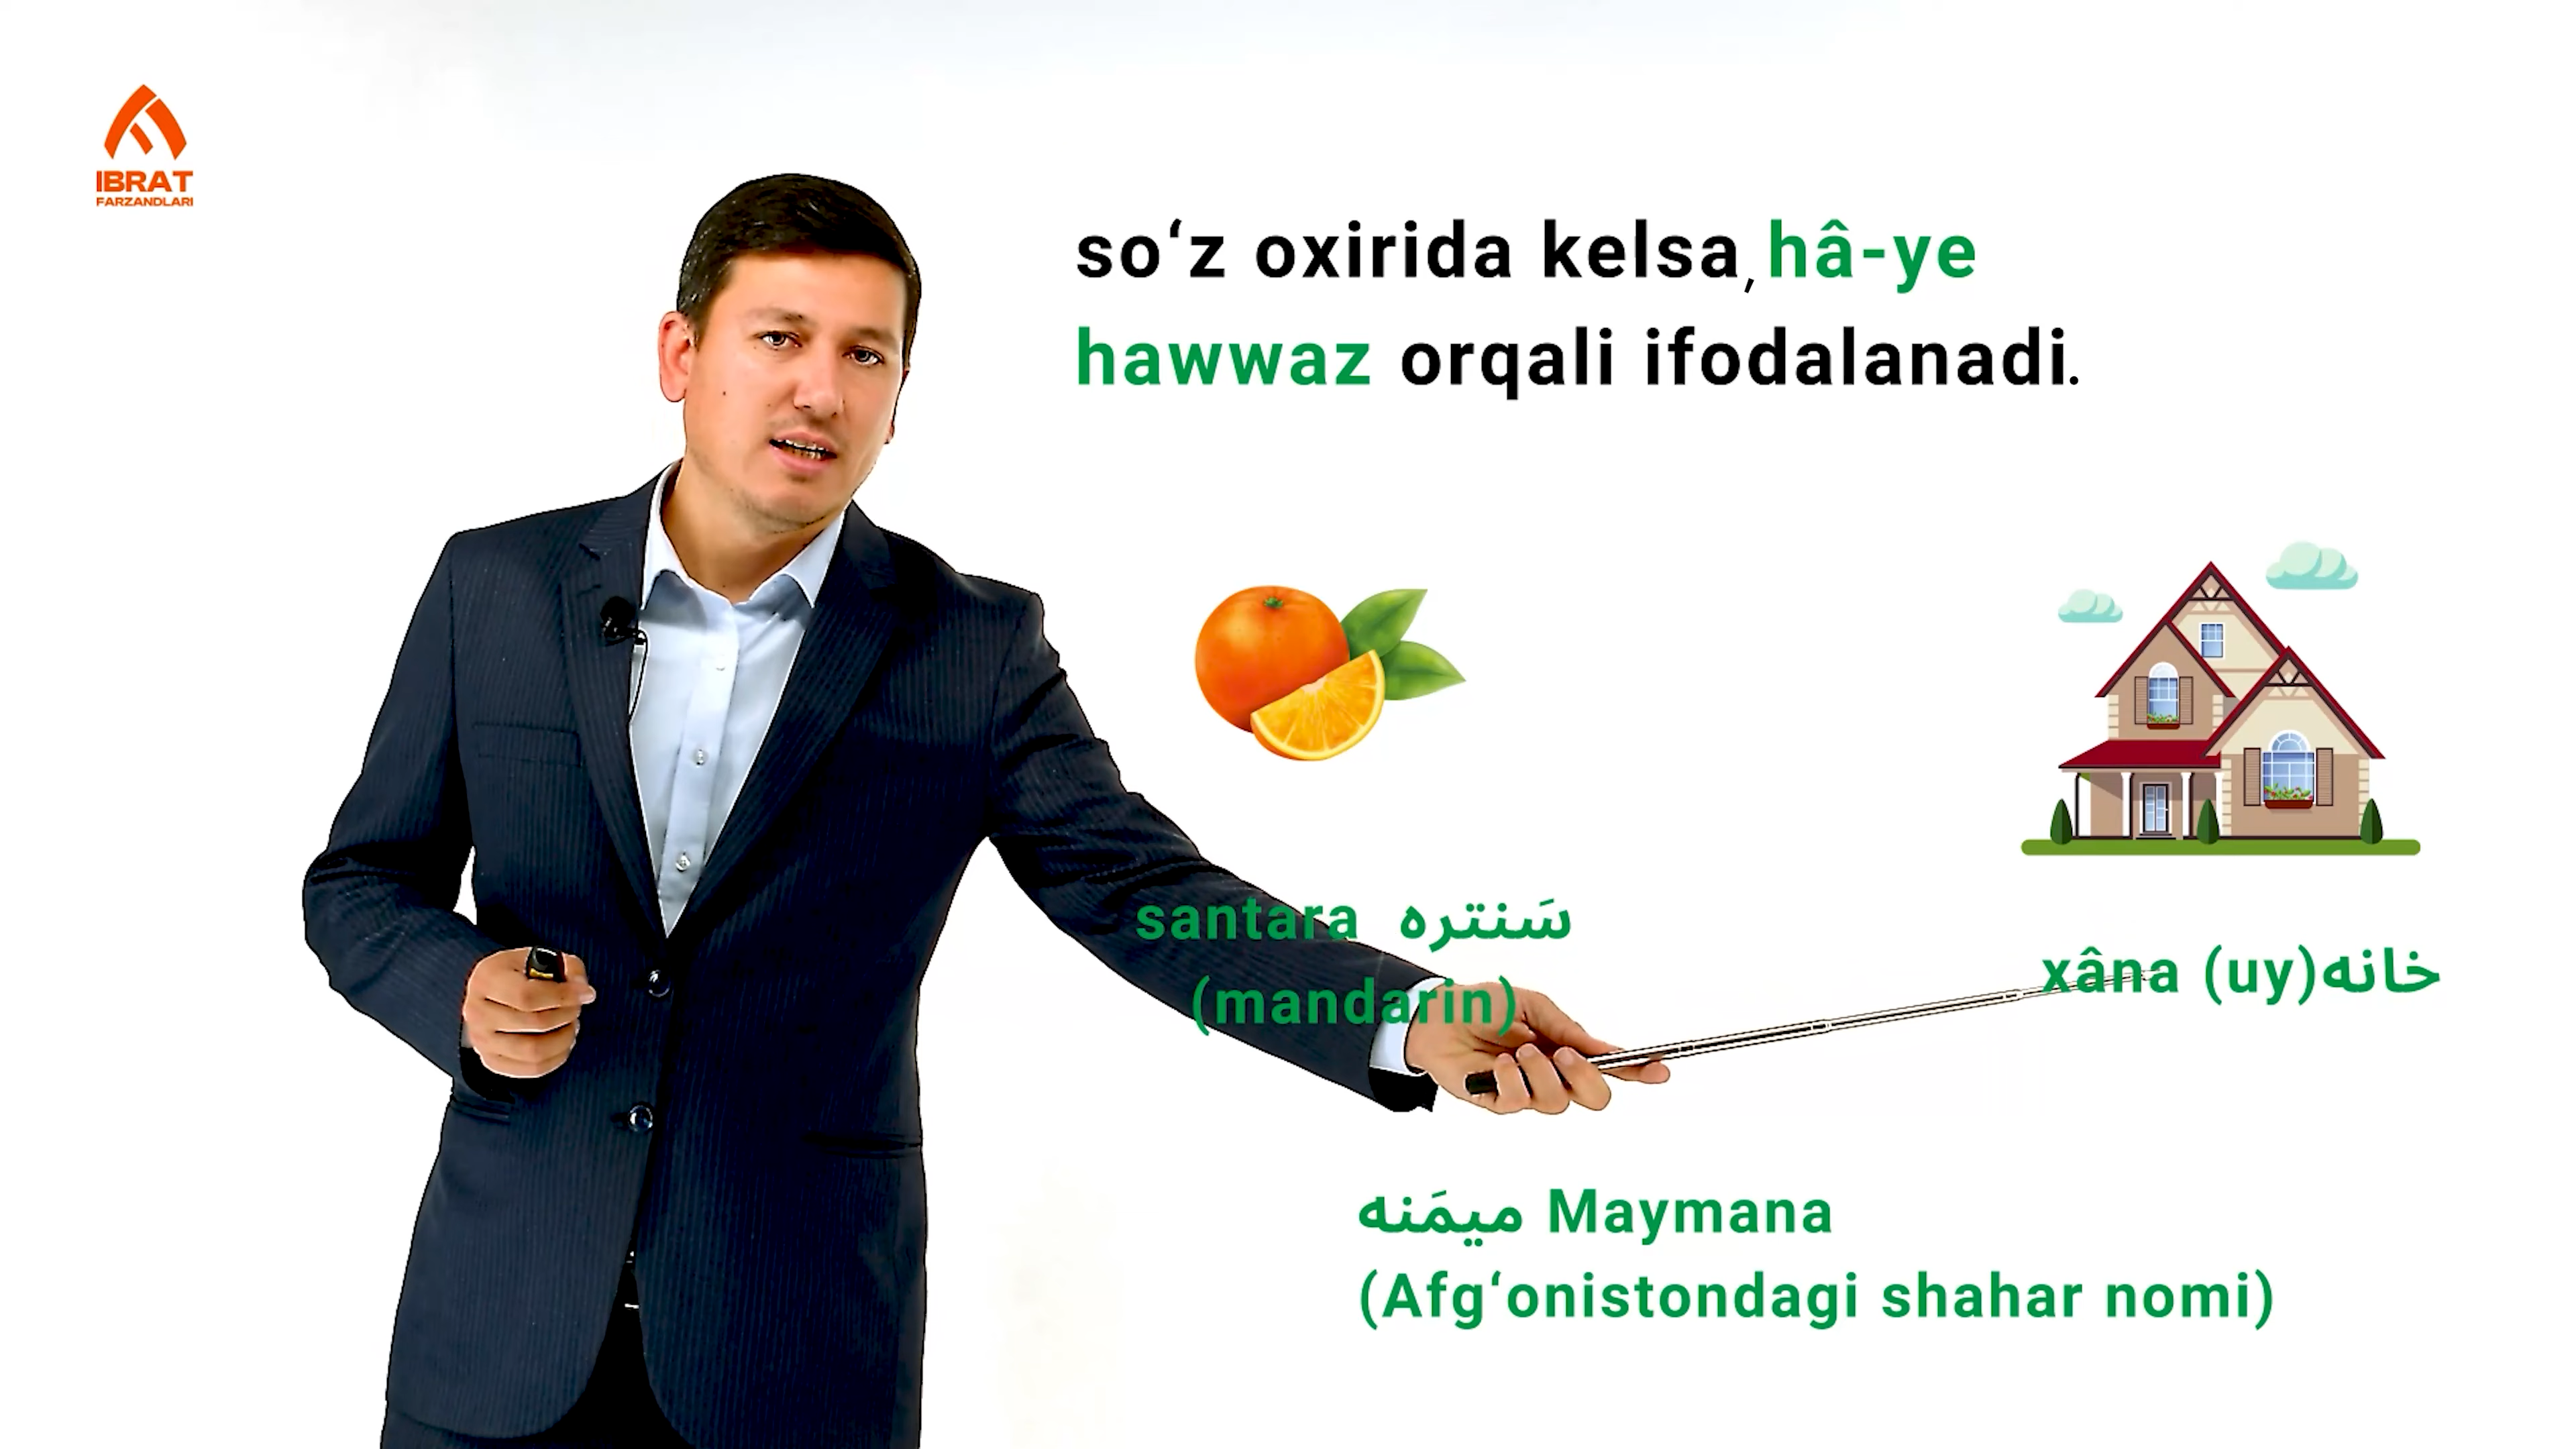 IBRAT
FARZANDLARI
so‘z oxirida kelsa, hâ-ye
hawwaz orqali ifodalanadi.
santara سَنتره
(mandarin)
xâna (uy)خانه
میمَنه Maymana
(Afg‘onistondagi shahar nomi)